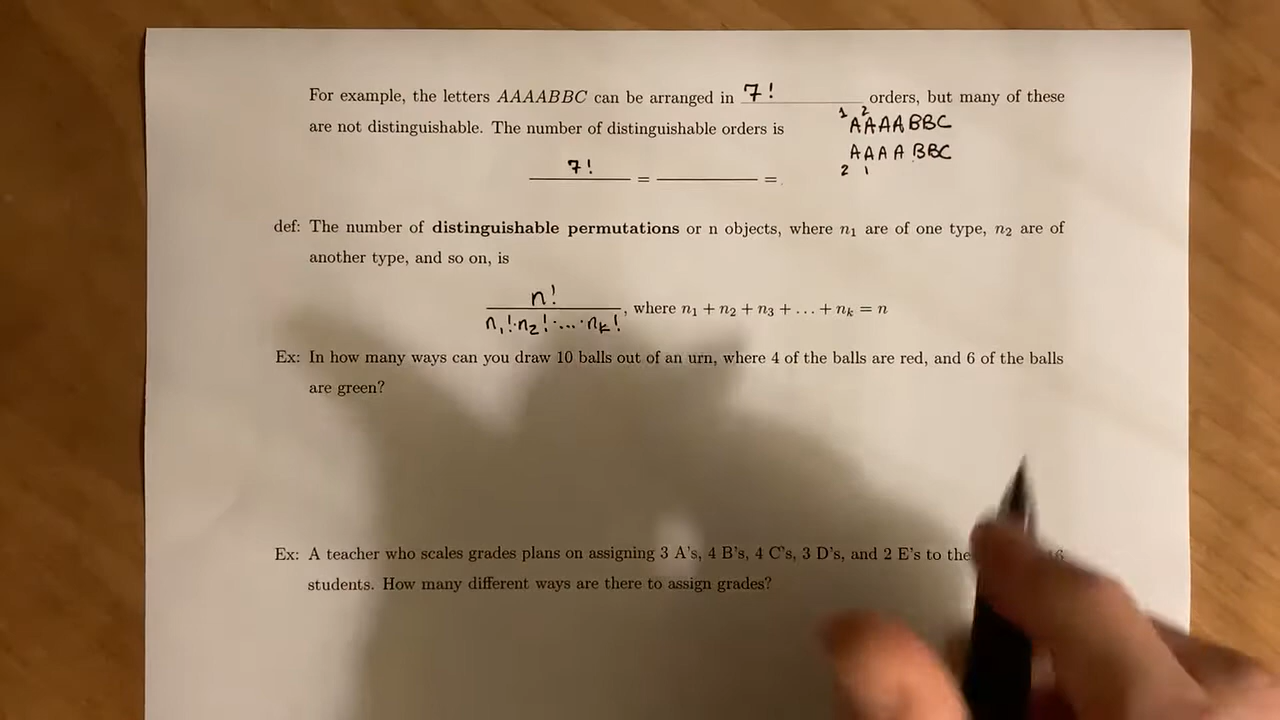 For example, the letters AAAABBC can be arranged in 7! orders, but many of these
1 2
are not distinguishable. The number of distinguishable orders is AAAABBC
AAAABBC
7! = =
2 1
def: The number of distinguishable permutations or n objects, where n₁ are of one type, n₂ are of
another type, and so on, is
n!
, where n₁ + n₂ + n₃ + ... + nₖ = n
n₁!·n₂!·...·nₖ!
Ex: In how many ways can you draw 10 balls out of an urn, where 4 of the balls are red, and 6 of the balls
are green?
Ex: A teacher who scales grades plans on assigning 3 A's, 4 B's, 4 C's, 3 D's, and 2 E's to the
students. How many different ways are there to assign grades?